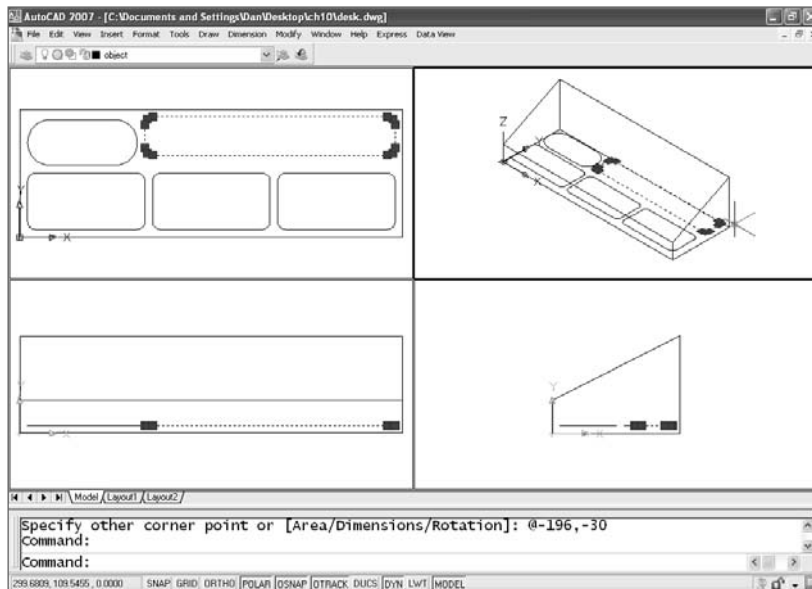 AutoCAD 2007 - [C:\Documents and Settings\Dan\Desktop\ch10\desk.dwg]
File Edit View Insert Format Tools Draw Dimension Modify Window Help Express Data View
object
Y
X
Z
Y
X
Y
X
Y
X
Model Layout1 Layout2
Specify other corner point or [Area/Dimensions/Rotation]: @-196,-30
Command:
Command:
299.6809, 109.5455, 0.0000 SNAP GRID ORTHO POLAR OSNAP OTRACK DUCS DYN LWT MODEL